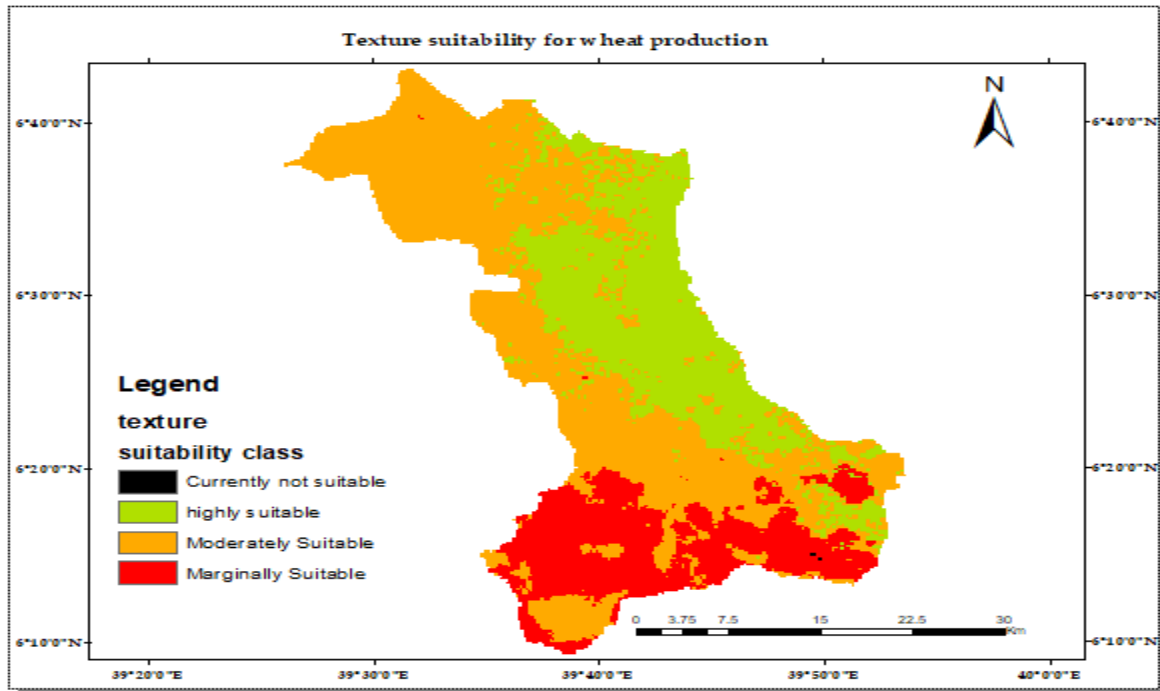 Texture suitability for wheat production
N
6°40'0"N
6°40'0"N
6°30'0"N
6°30'0"N
6°20'0"N
6°20'0"N
6°10'0"N
6°10'0"N
Legend
texture
suitability class
Currently not suitable
highly suitable
Moderately Suitable
Marginally Suitable
0 3.75 7.5 15 22.5 30
Km
39°20'0"E 39°30'0"E 39°40'0"E 39°50'0"E 40°0'0"E